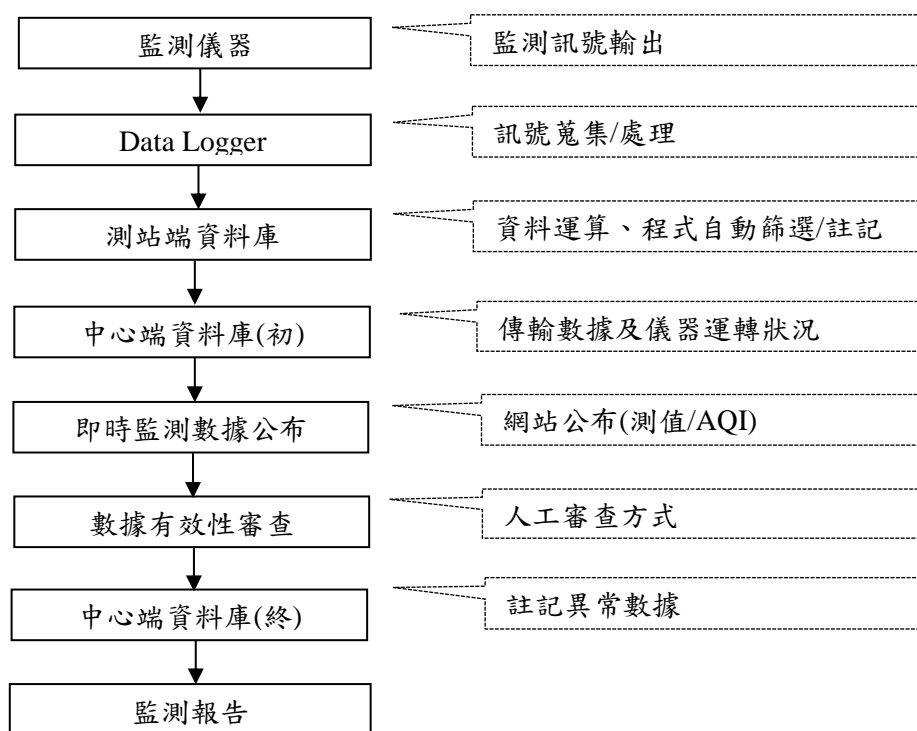 監測儀器
監測訊號輸出
Data Logger
訊號蒐集/處理
測站端資料庫
資料運算、程式自動篩選/註記
中心端資料庫(初)
傳輸數據及儀器運轉狀況
即時監測數據公布
網站公布(測值/AQI)
數據有效性審查
人工審查方式
中心端資料庫(終)
註記異常數據
監測報告